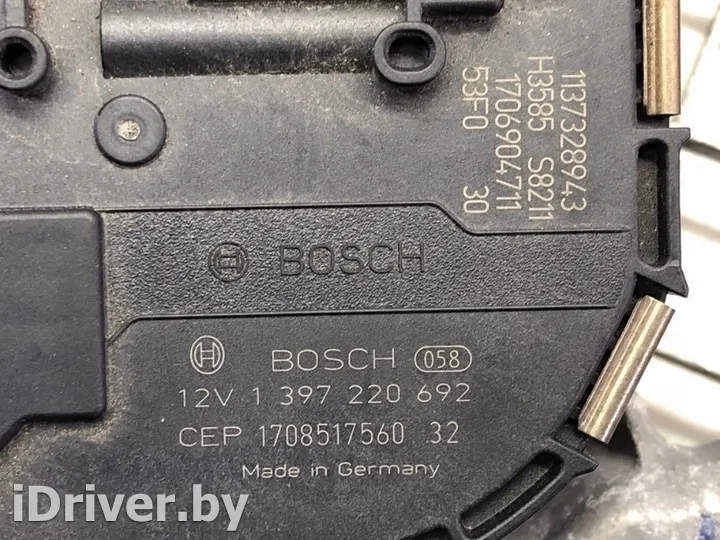 1137328943
H3585 S8211
1706904711
53F0 30
BOSCH
BOSCH 058
12V 1 397 220 692
CEP 1708517560 32
Made in Germany
iDriver.by